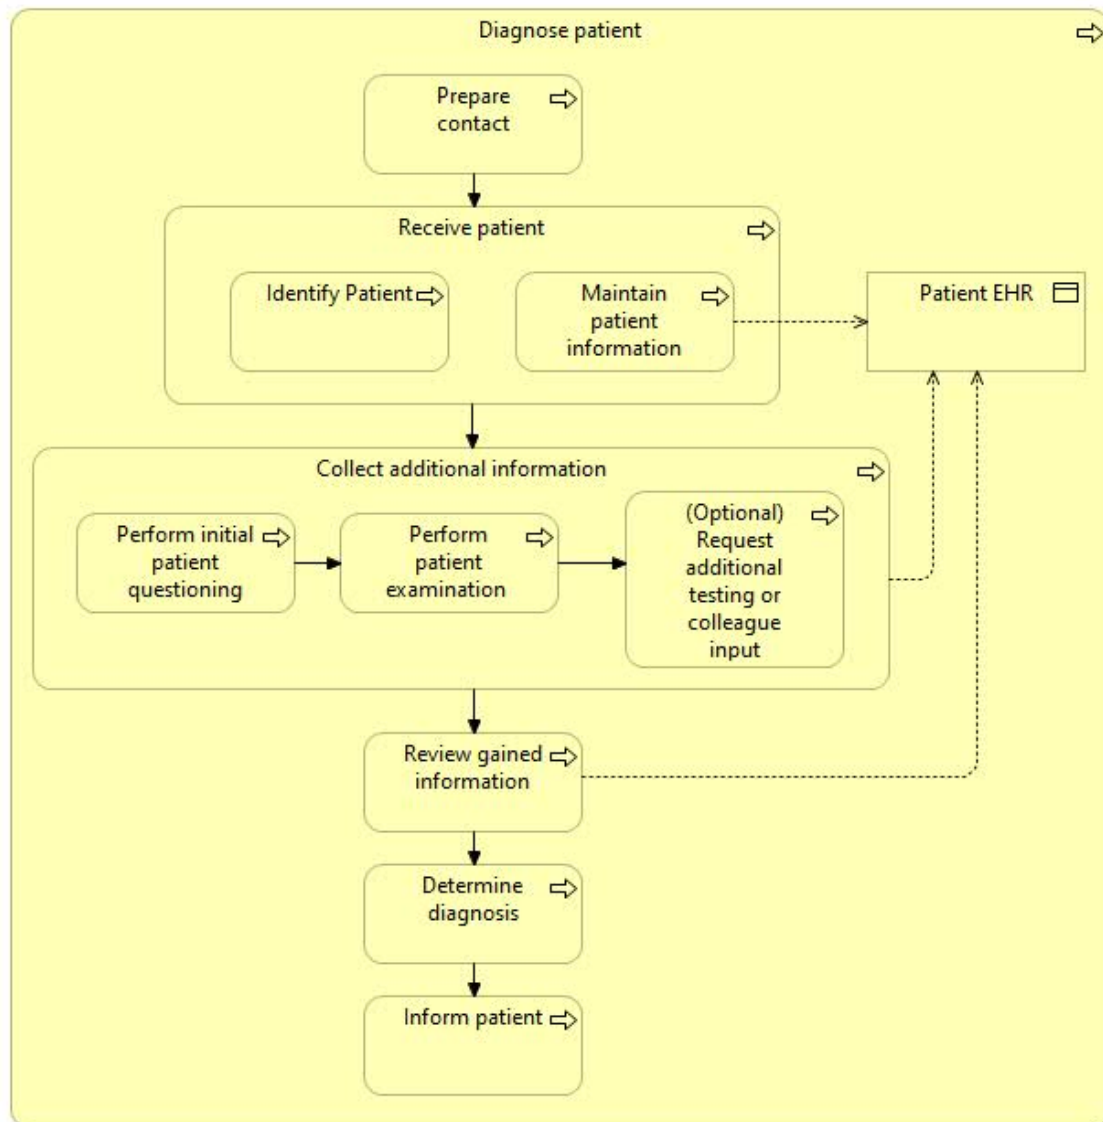 Diagnose patient
Prepare
contact
Receive patient
Identify Patient
Maintain
patient
information
Patient EHR
Collect additional information
Perform initial
patient
questioning
Perform
patient
examination
(Optional)
Request
additional
testing or
colleague
input
Review gained
information
Determine
diagnosis
Inform patient